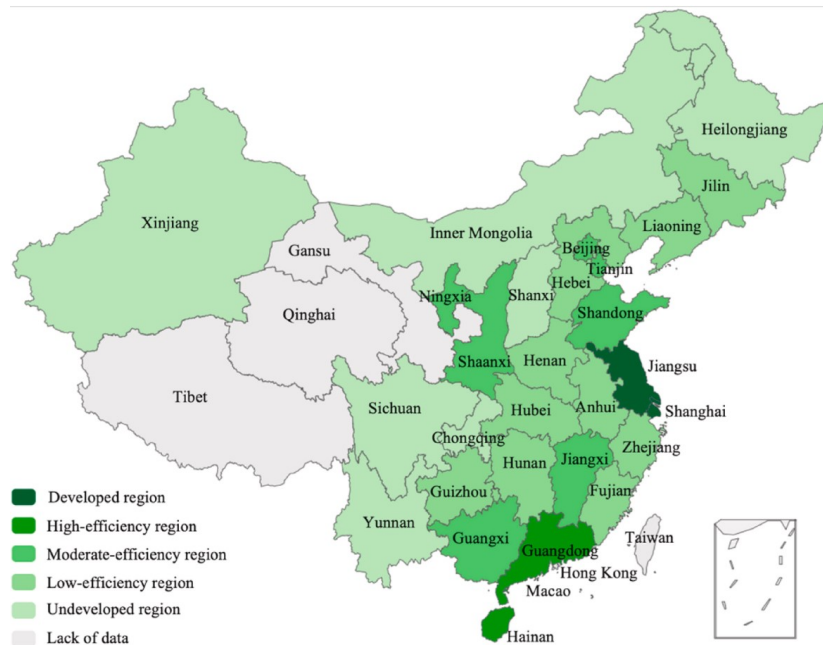 Heilongjiang
Jilin
Xinjiang
Liaoning
Inner Mongolia
Beijing
Gansu
Tianjin
Hebei
Ningxia
Shanxi
Shandong
Qinghai
Shaanxi
Henan
Jiangsu
Tibet
Sichuan
Hubei
Anhui
Shanghai
Chongqing
Zhejiang
Hunan
Jiangxi
Guizhou
Fujian
Yunnan
Guangxi
Taiwan
Guangdong
Hong Kong
Macao
Hainan
Developed region
High-efficiency region
Moderate-efficiency region
Low-efficiency region
Undeveloped region
Lack of data